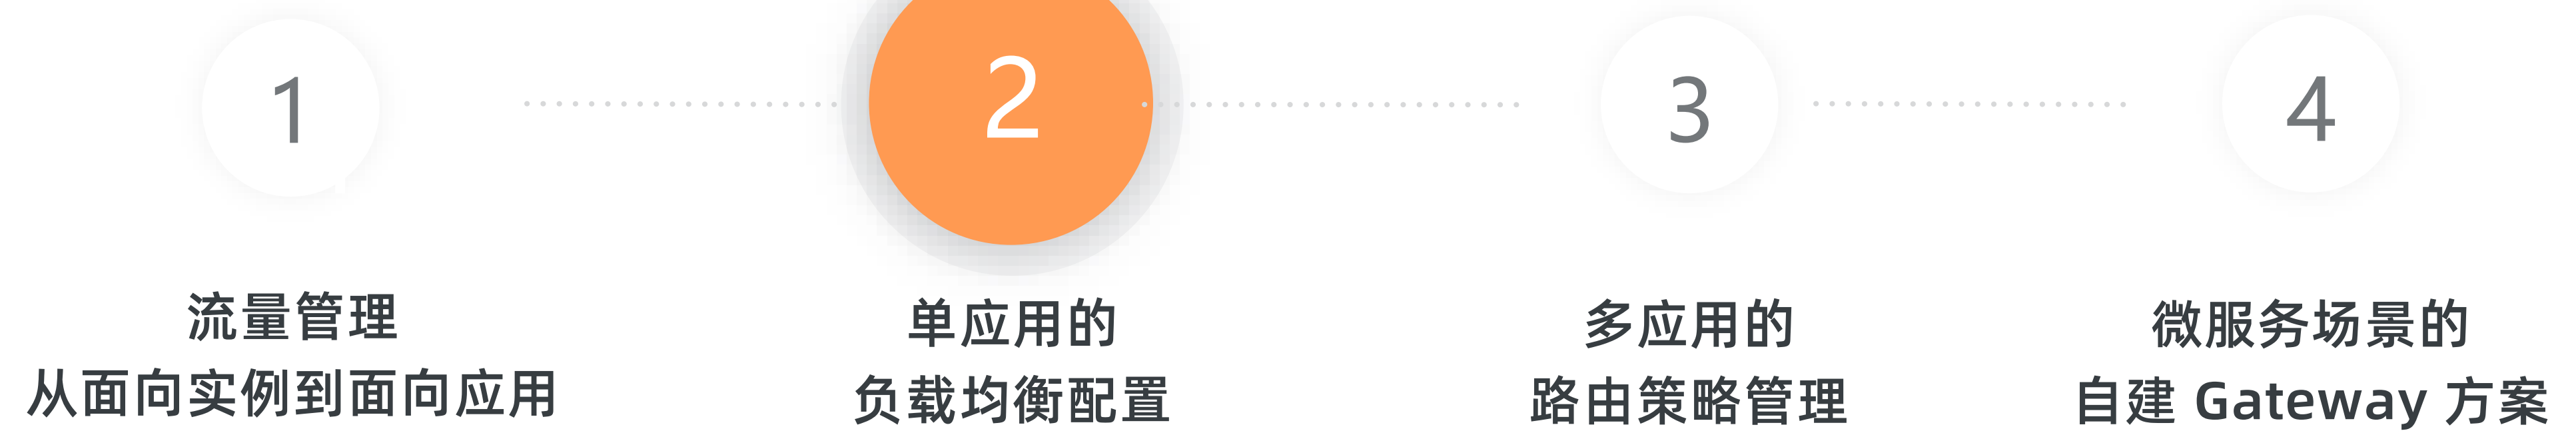 1
流量管理
从面向实例到面向应用
2
单应用的
负载均衡配置
3
多应用的
路由策略管理
4
微服务场景的
自建 Gateway 方案